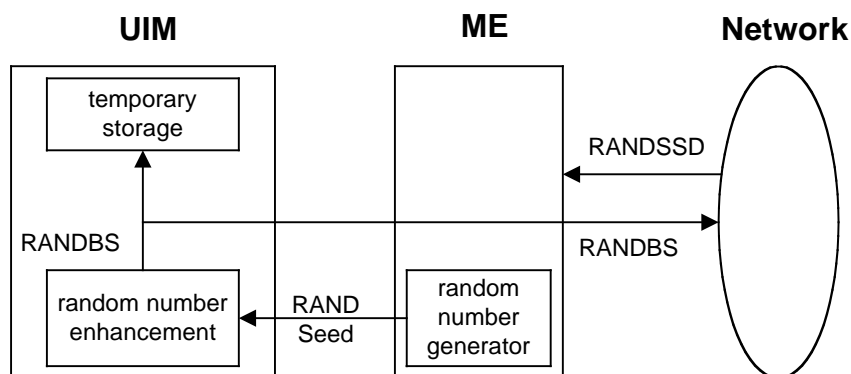 UIM
ME
Network
temporary
storage
RANDSSD
RANDBS
RANDBS
random number
enhancement
RAND
Seed
random
number
generator